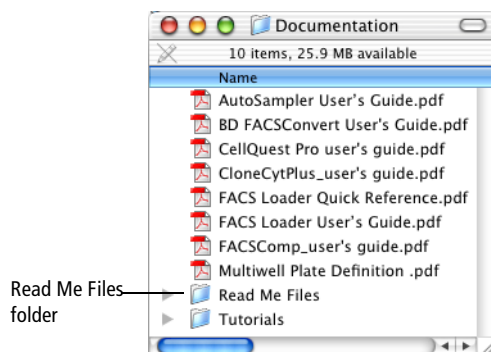 Documentation
10 items, 25.9 MB available
Name
AutoSampler User’s Guide.pdf
BD FACSConvert User's Guide.pdf
CellQuest Pro user's guide.pdf
CloneCytPlus_user's guide.pdf
FACS Loader Quick Reference.pdf
FACS Loader User’s Guide.pdf
FACSComp_user's guide.pdf
Multiwell Plate Definition .pdf
Read Me Files
Tutorials
Read Me Files
folder